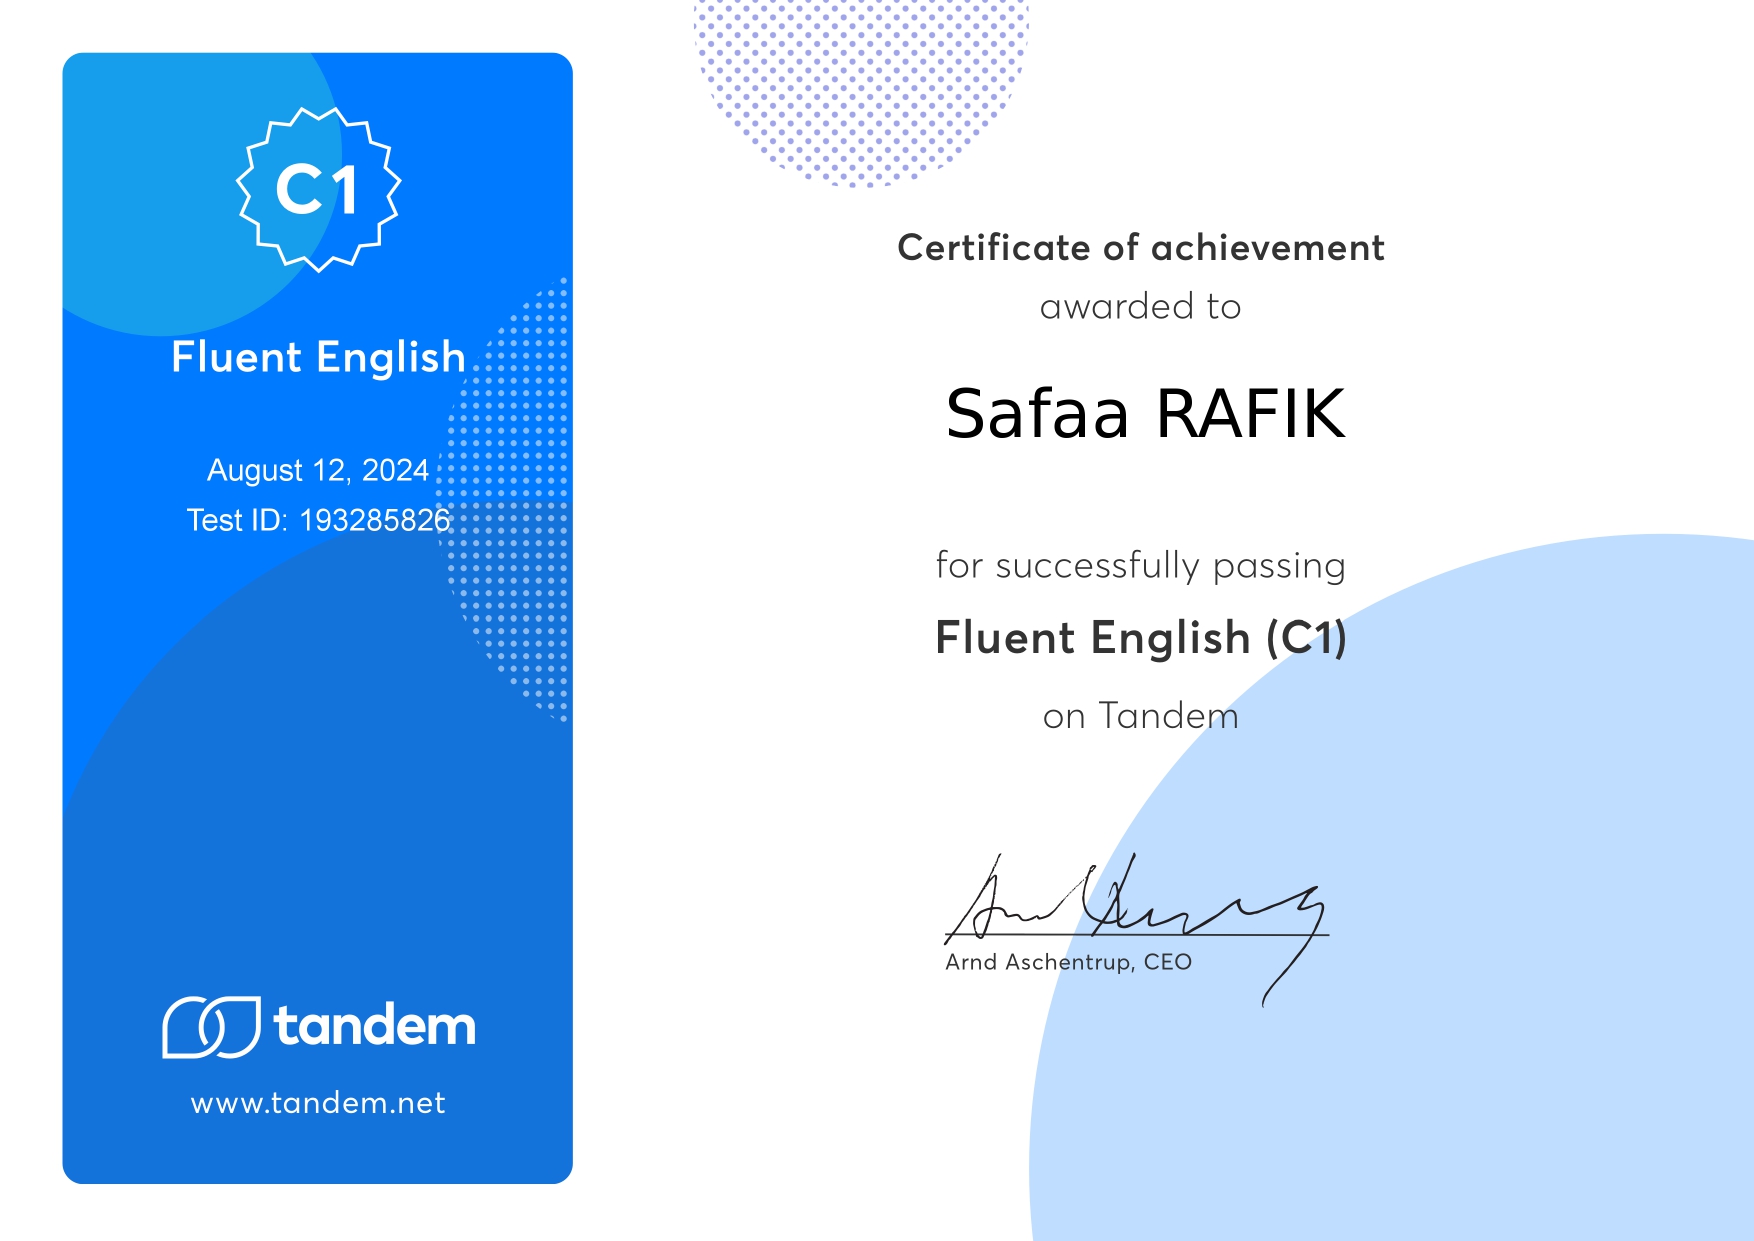 C1
Fluent English
August 12, 2024
Test ID: 193285826
tandem
www.tandem.net
Certificate of achievement
awarded to
Safaa RAFIK
for successfully passing
Fluent English (C1)
on Tandem
Arnd Aschentrup, CEO